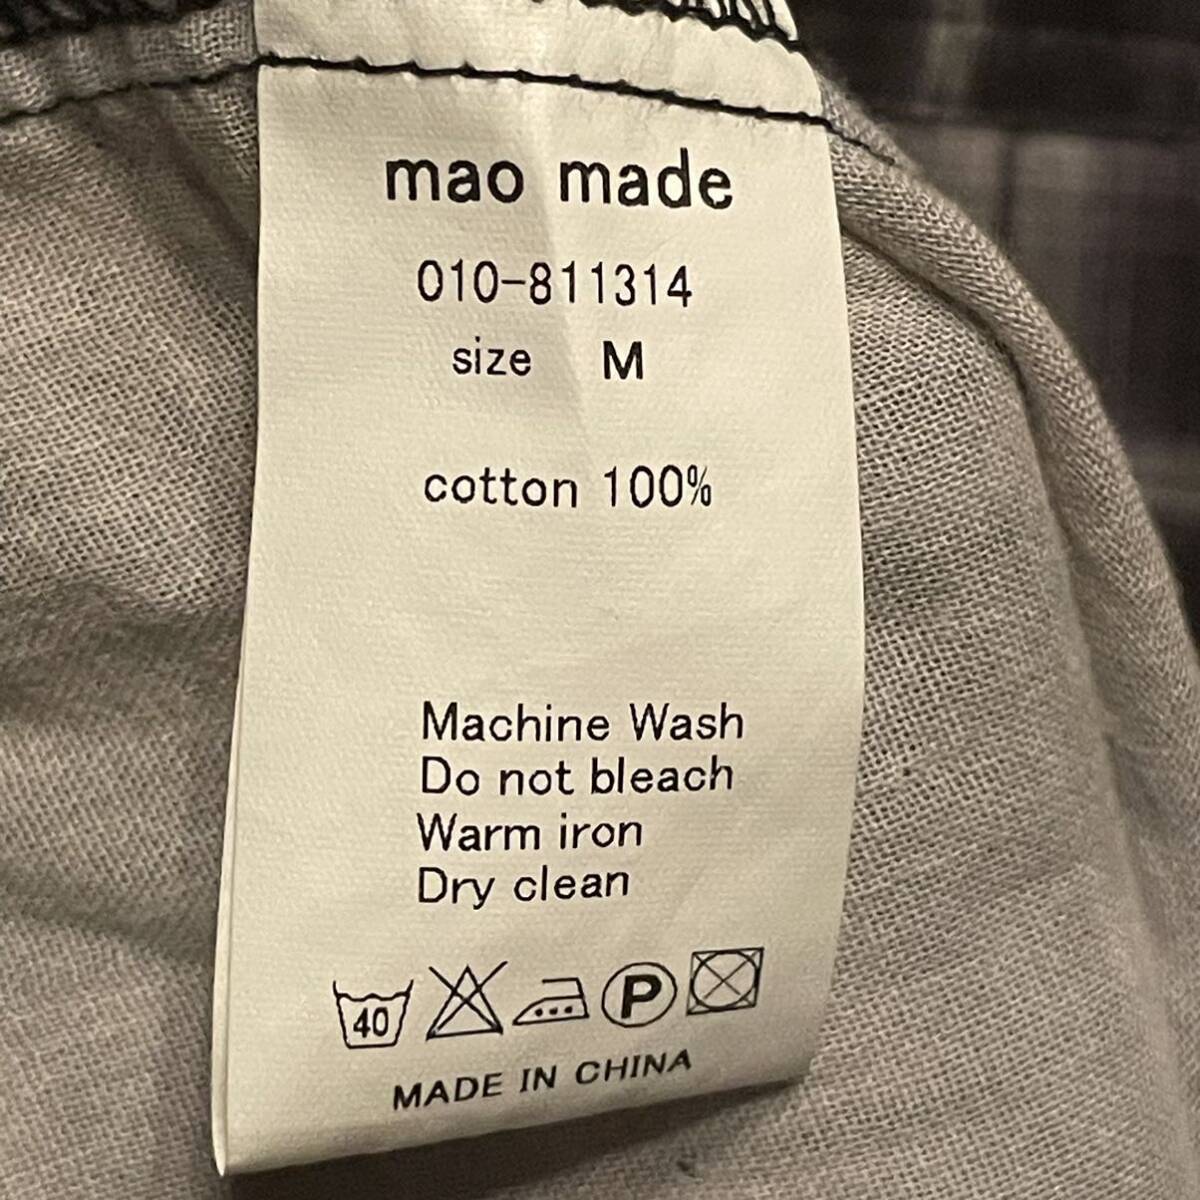 mao made
010-811314
size M
cotton 100%
Machine Wash
Do not bleach
Warm iron
Dry clean
40 P
MADE IN CHINA